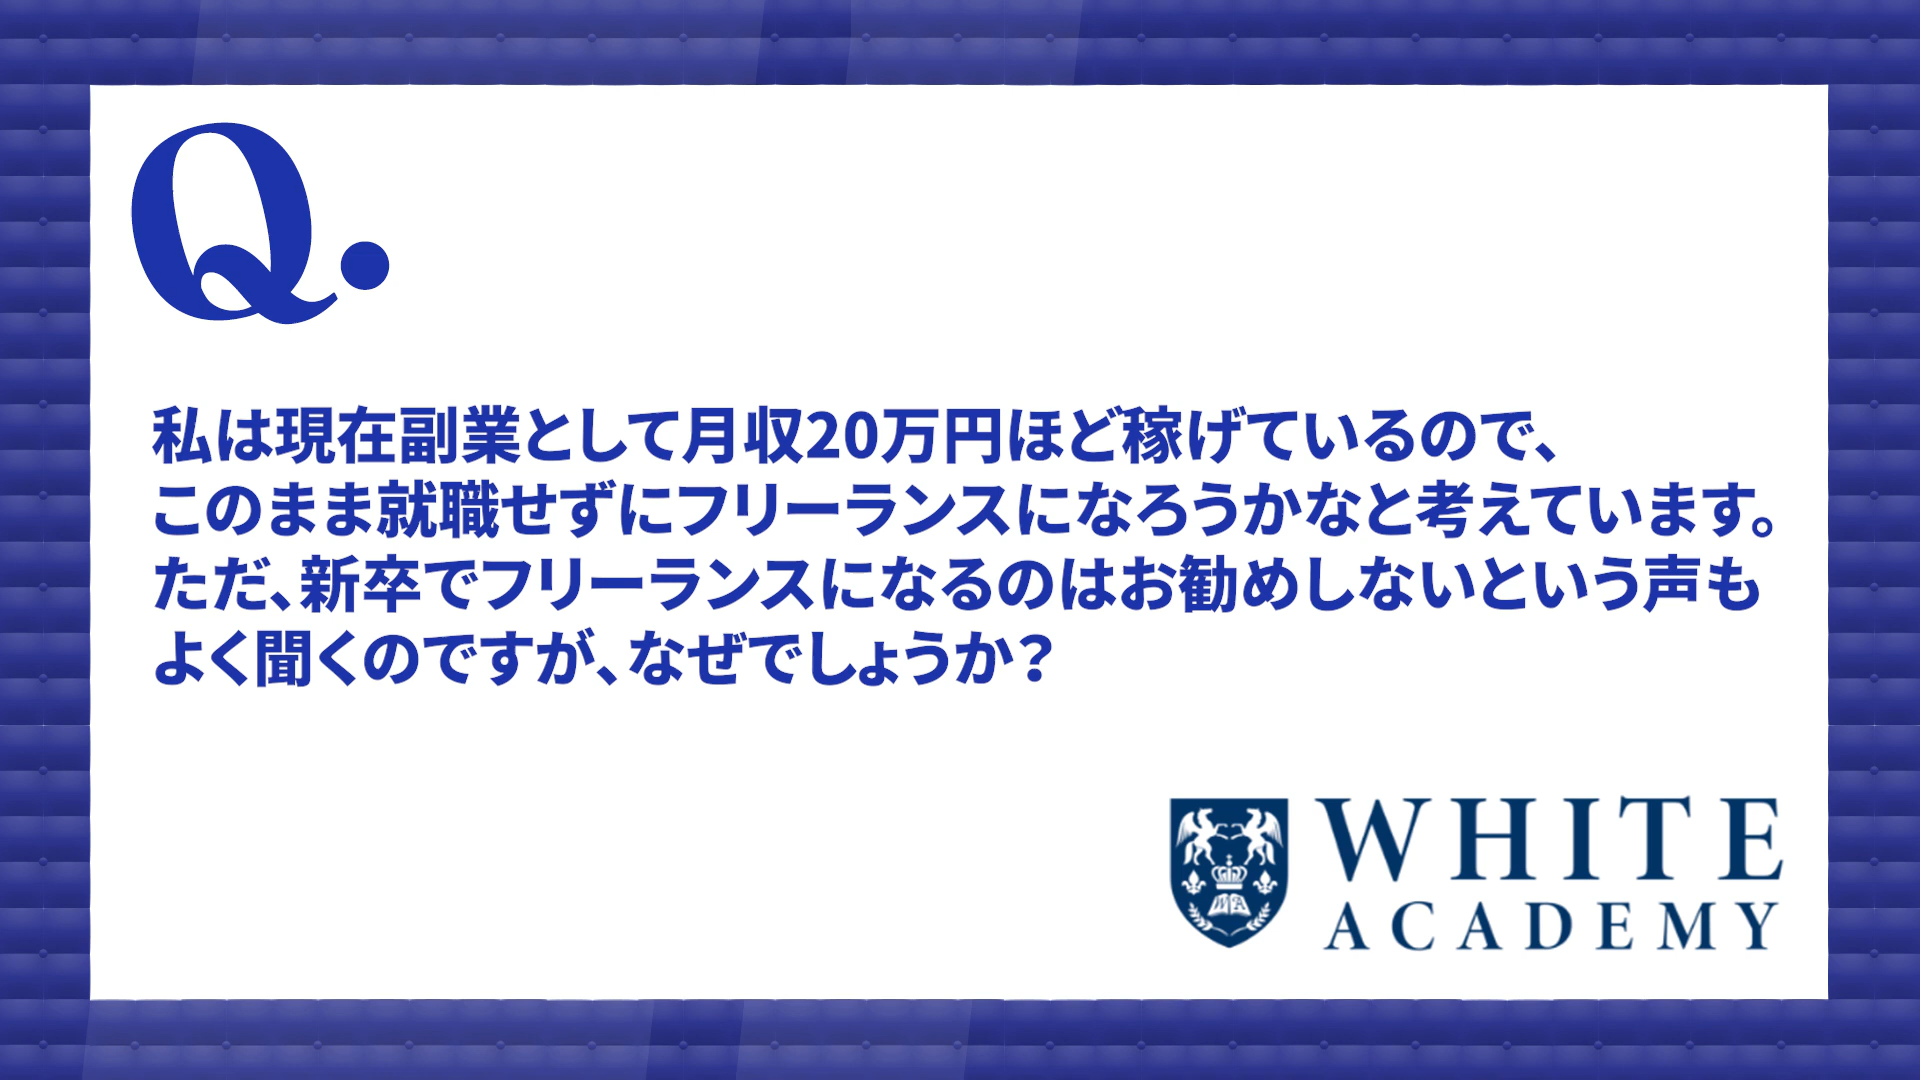 Q.
私は現在副業として月収20万円ほど稼げているので、
このまま就職せずにフリーランスになろうかなと考えています。
ただ、新卒でフリーランスになるのはお勧めしないという声も
よく聞くのですが、なぜでしょうか？
WHITE
ACADEMY